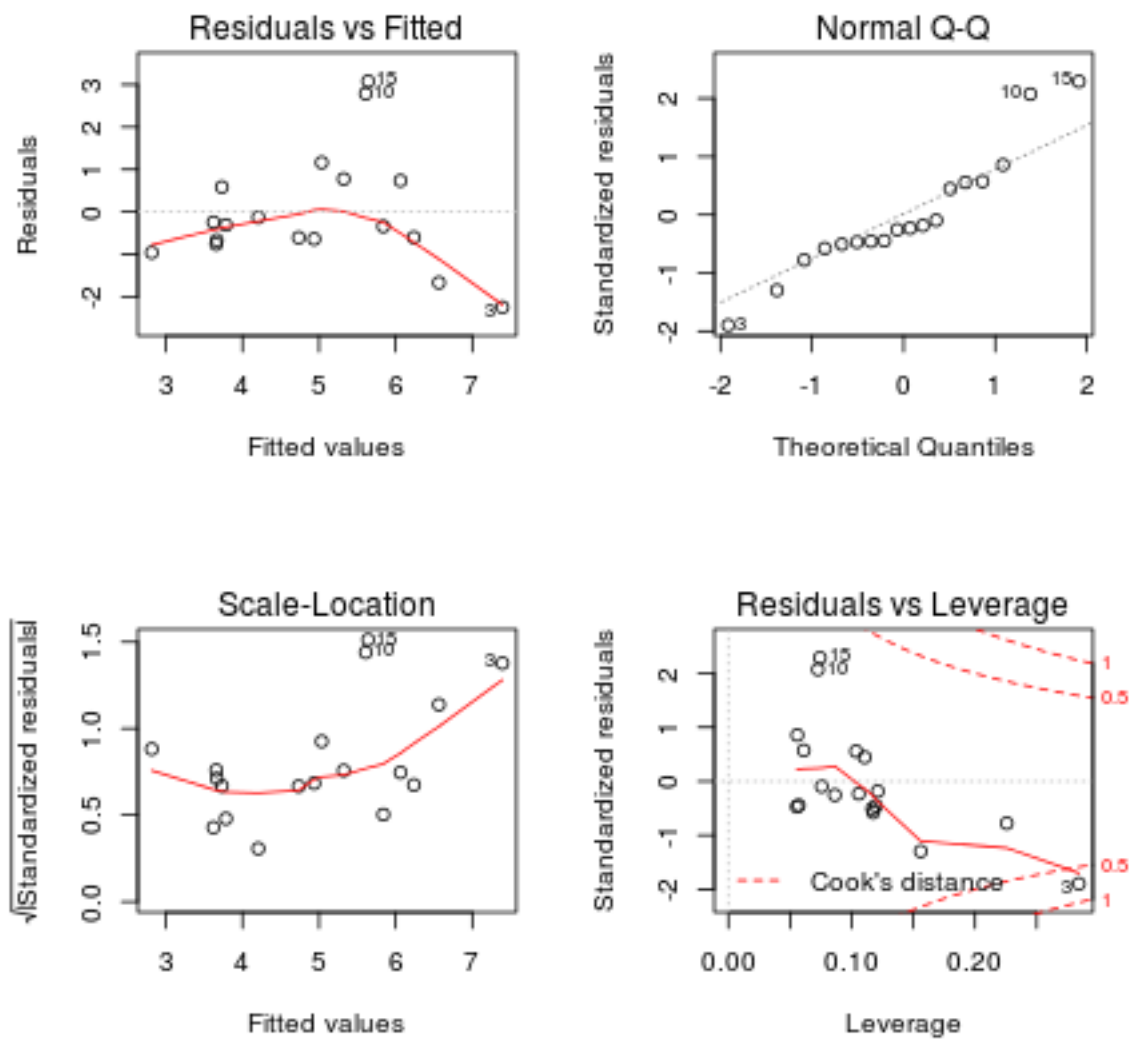 Residuals vs Fitted
Residuals
3
2
1
0
-2
15
10
3
3 4 5 6 7
Fitted values
Normal Q-Q
Standardized residuals
2
1
0
-1
-2
15
10
3
-2 -1 0 1 2
Theoretical Quantiles
Scale-Location
√|Standardized residuals|
1.5
1.0
0.5
0.0
15
10
3
3 4 5 6 7
Fitted values
Residuals vs Leverage
Standardized residuals
2
1
0
-1
-2
15
10
3
1
0.5
0.5
1
Cook's distance
0.00 0.10 0.20
Leverage